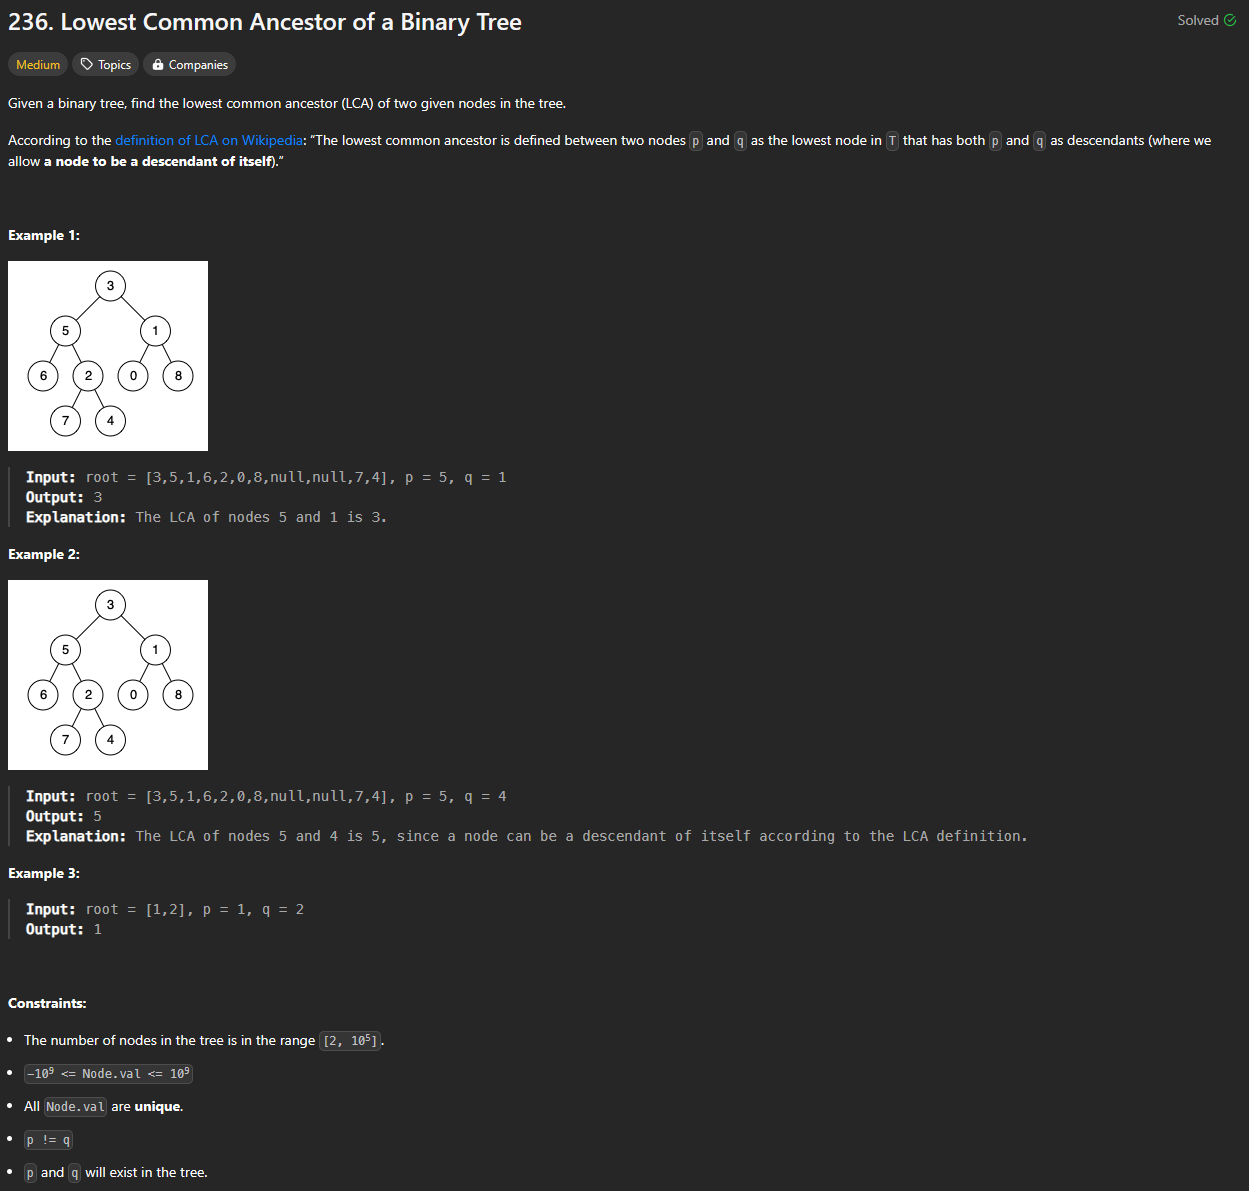 236. Lowest Common Ancestor of a Binary Tree
Solved
Medium
Topics
Companies
Given a binary tree, find the lowest common ancestor (LCA) of two given nodes in the tree.
According to the definition of LCA on Wikipedia: “The lowest common ancestor is defined between two nodes p and q as the lowest node in T that has both p and q as descendants (where we
allow a node to be a descendant of itself).”
Example 1:
3
5 1
6 2 0 8
7 4
Input: root = [3,5,1,6,2,0,8,null,null,7,4], p = 5, q = 1
Output: 3
Explanation: The LCA of nodes 5 and 1 is 3.
Example 2:
3
5 1
6 2 0 8
7 4
Input: root = [3,5,1,6,2,0,8,null,null,7,4], p = 5, q = 4
Output: 5
Explanation: The LCA of nodes 5 and 4 is 5, since a node can be a descendant of itself according to the LCA definition.
Example 3:
Input: root = [1,2], p = 1, q = 2
Output: 1
Constraints:
• The number of nodes in the tree is in the range [2, 10⁵].
• -10⁹ <= Node.val <= 10⁹
• All Node.val are unique.
• p != q
• p and q will exist in the tree.